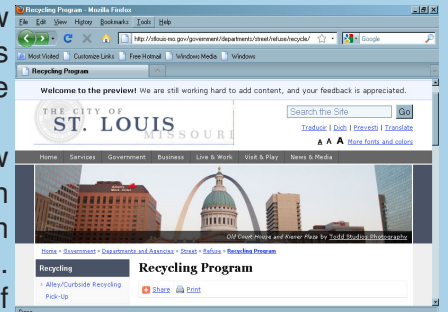 w
s
e
w
n
n
.
f
Recycling Program - Mozilla Firefox
File Edit View History Bookmarks Tools Help
http://stlouis-mo.gov/government/departments/street/refuse/recycle/
Google
Most Visited Customize Links Free Hotmail Windows Media Windows
Recycling Program
Welcome to the preview! We are still working hard to add content, and your feedback is appreciated.
THE CITY OF
ST. LOUIS
MISSOURI
Search the Site Go
Traducir | Dich | Prevesti | Translate
A A A More fonts and colors
Home Services Government Business Live & Work Visit & Play News & Media
Old Court House and Kiener Plaza by Todd Studios Photography
Home > Government > Departments and Agencies > Street > Refuse > Recycling Program
Recycling
Alley/Curbside Recycling
Pick-Up
Recycling Program
Share Print
Done